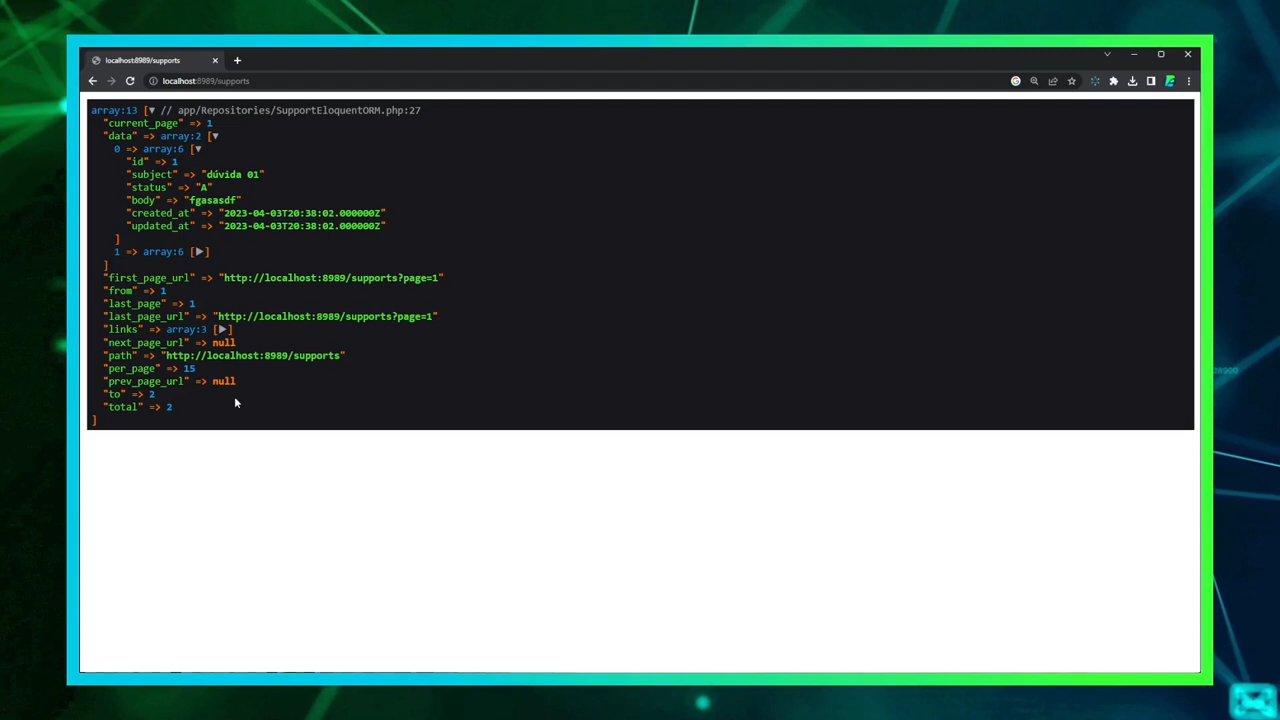 localhost:8989/supports
localhost:8989/supports
array:13 [▼ // app/Repositories/SupportEloquentORM.php:27
"current_page" => 1
"data" => array:2 [▼
0 => array:6 [▼
"id" => 1
"subject" => "dúvida 01"
"status" => "A"
"body" => "fgasasdf"
"created_at" => "2023-04-03T20:38:02.000000Z"
"updated_at" => "2023-04-03T20:38:02.000000Z"
]
1 => array:6 [▶]
]
"first_page_url" => "http://localhost:8989/supports?page=1"
"from" => 1
"last_page" => 1
"last_page_url" => "http://localhost:8989/supports?page=1"
"links" => array:3 [▶]
"next_page_url" => null
"path" => "http://localhost:8989/supports"
"per_page" => 15
"prev_page_url" => null
"to" => 2
"total" => 2
]